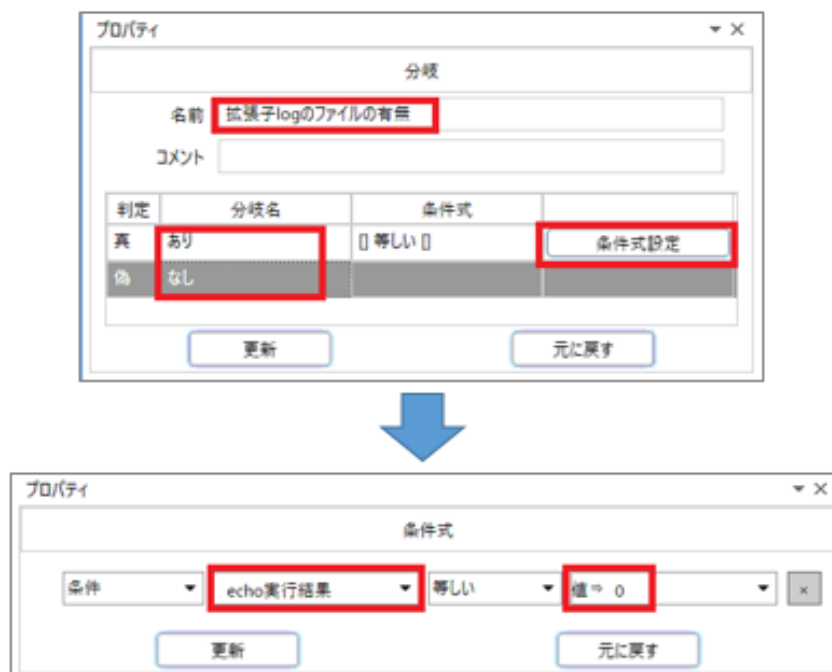 プロパティ
分岐
名前 拡張子logのファイルの有無
コメント
判定 分岐名 条件式
真 あり [] 等しい [] 条件式設定
偽 なし
更新 元に戻す
プロパティ
条件式
条件 echo実行結果 等しい 値⇒ 0 ×
更新 元に戻す